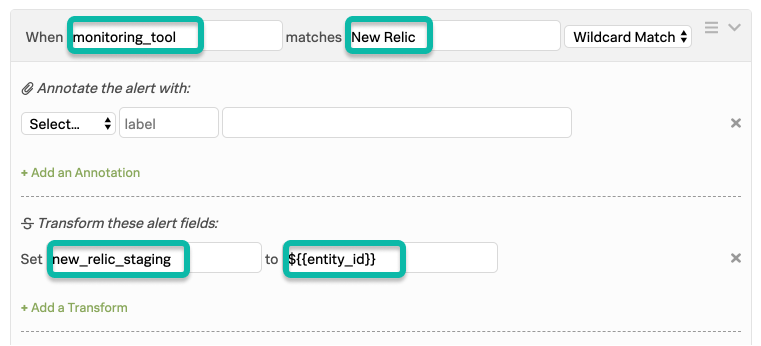 When monitoring_tool matches New Relic Wildcard Match
Annotate the alert with:
Select... label
+ Add an Annotation
Transform these alert fields:
Set new_relic_staging to ${{entity_id}}
+ Add a Transform